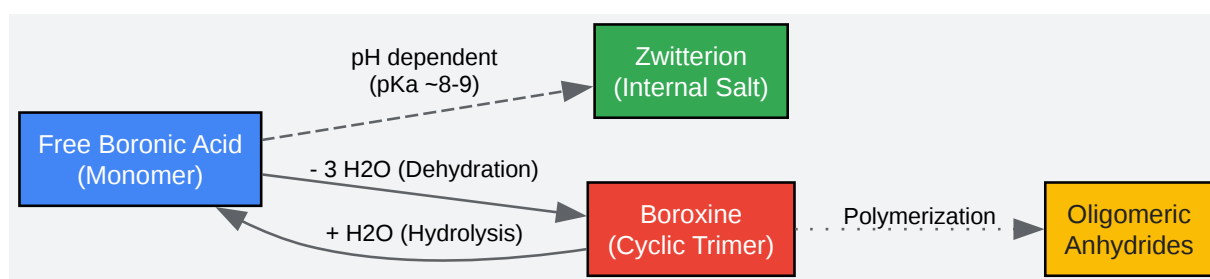 pH dependent
(pKa ~8-9)
Zwitterion
(Internal Salt)
Free Boronic Acid
(Monomer)
- 3 H2O (Dehydration)
+ H2O (Hydrolysis)
Boroxine
(Cyclic Trimer)
Polymerization
Oligomeric
Anhydrides